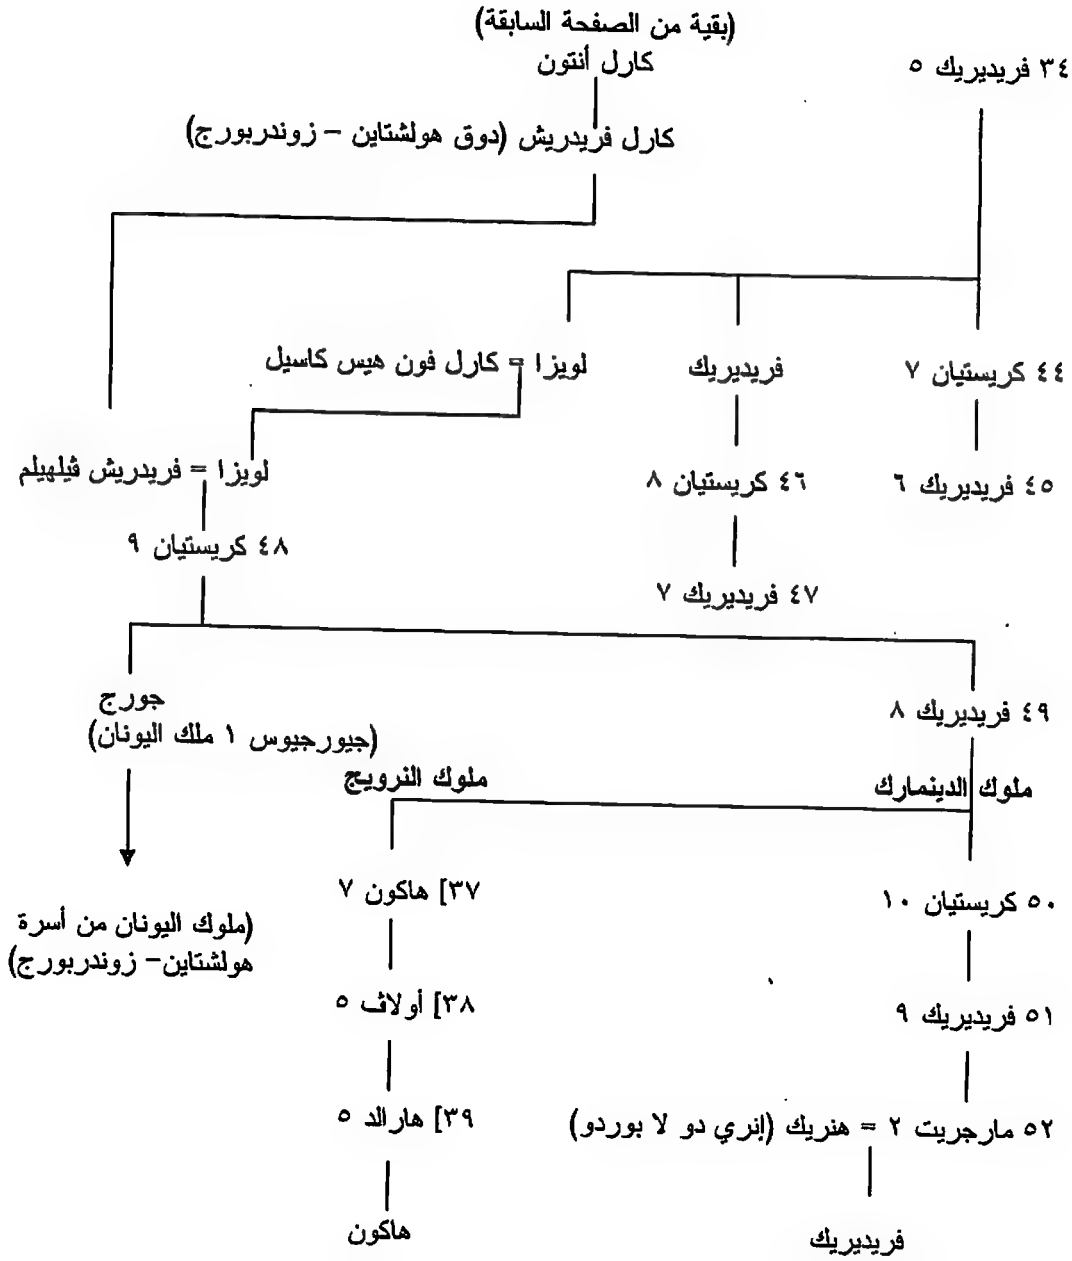 (بقية من الصفحة السابقة)
كارل أنتون
٣٤ فريديريك ٥
كارل فريدريش (دوق هولشتاين – زوندربورج)
٤٤ كريستيان ٧
فريديريك
لويزا = كارل فون هيس كاسيل
٤٥ فريديريك ٦
٤٦ كريستيان ٨
لويزا = فريدريش ڤيلهيلم
٤٨ كريستيان ٩
٤٧ فريديريك ٧
٤٩ فريديريك ٨
جورج
(جيورجيوس ١ ملك اليونان)
ملوك الدينمارك
ملوك النرويج
٥٠ كريستيان ١٠
٣٧] هاكون ٧
(ملوك اليونان من أسرة
هولشتاين– زوندربورج)
٥١ فريديريك ٩
٣٨] أولاڤ ٥
٥٢ مارجريت ٢ = هنريك (إنري دو لا بوردو)
٣٩] هارالد ٥
فريديريك
هاكون